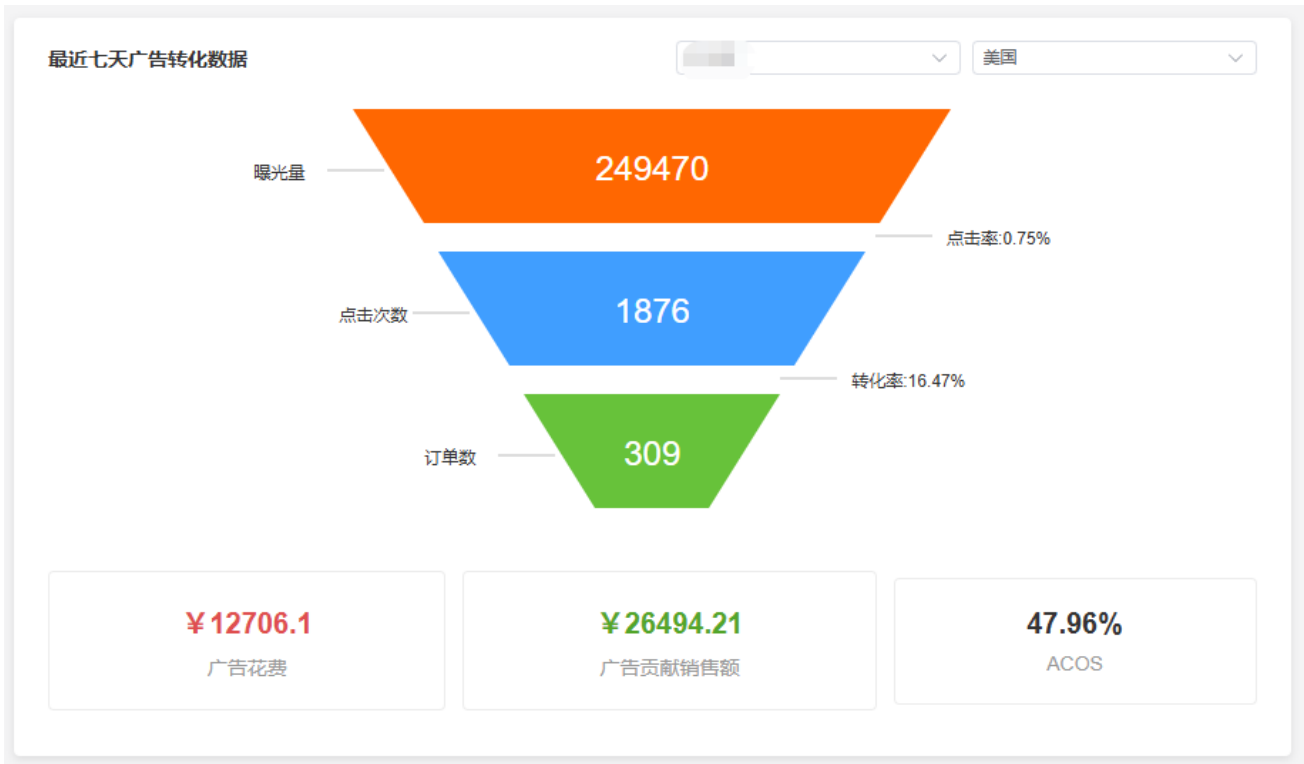 最近七天广告转化数据
美国
249470
曝光量
点击率:0.75%
1876
点击次数
转化率:16.47%
309
订单数
￥12706.1
广告花费
￥26494.21
广告贡献销售额
47.96%
ACOS